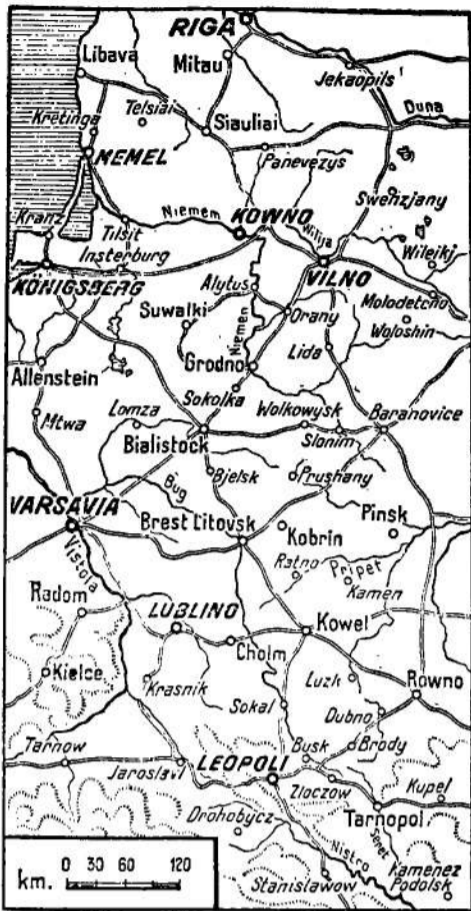 RIGA
Mitau
Libava
Jekaopils
Duna
Telsiai
Kretinga
Siauliai
KEMEL
Panevezys
Swenzjany
Niemen
KOWNO
Wilja
Kranz
Tilsit
Wileiki
Insterburg
VILNO
KÖNIGSBERG
Alytus
Molodetcho
Suwalki
Orany
Woloshin
Niemen
Lida
Grodno
Allenstein
Sokolka
Lomza
Wolkowysk
Baranovice
Mtwa
Bialistock
Slonim
Bjelsk
Prushany
Bug
VARSAVIA
Brest Litovsk
Pinsk
Kobrin
Vistola
Ratno
Pripet
Kamen
Radom
LUBLINO
Kowel
Cholm
Kielce
Krasnik
Luzk
Rowno
Sokal
Dubno
Tarnow
Jaroslavl
LEOPOLI
Busk
Brody
Zloczow
Kupel
Drohobycz
Tarnopol
Seret
Nistro
Kamenez
Podolsk
Stanislawow
km. 0 30 60 120